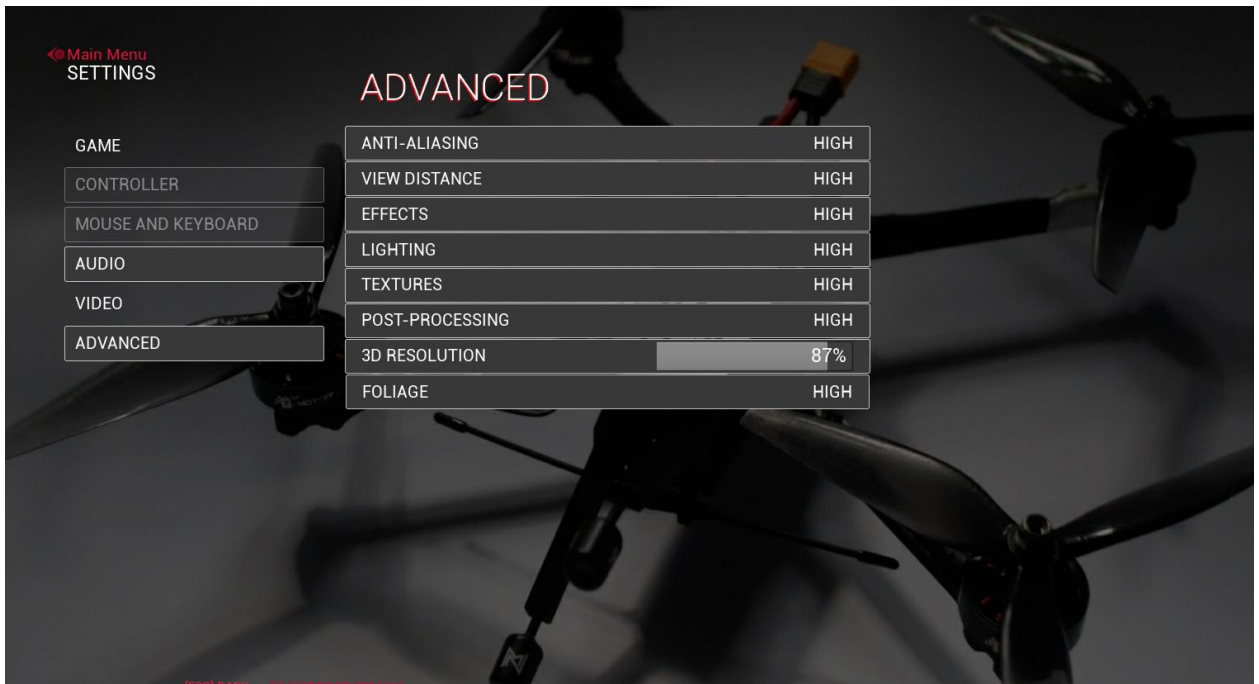 Main Menu
SETTINGS
ADVANCED
GAME
CONTROLLER
MOUSE AND KEYBOARD
AUDIO
VIDEO
ADVANCED
ANTI-ALIASING HIGH
VIEW DISTANCE HIGH
EFFECTS HIGH
LIGHTING HIGH
TEXTURES HIGH
POST-PROCESSING HIGH
3D RESOLUTION 87%
FOLIAGE HIGH